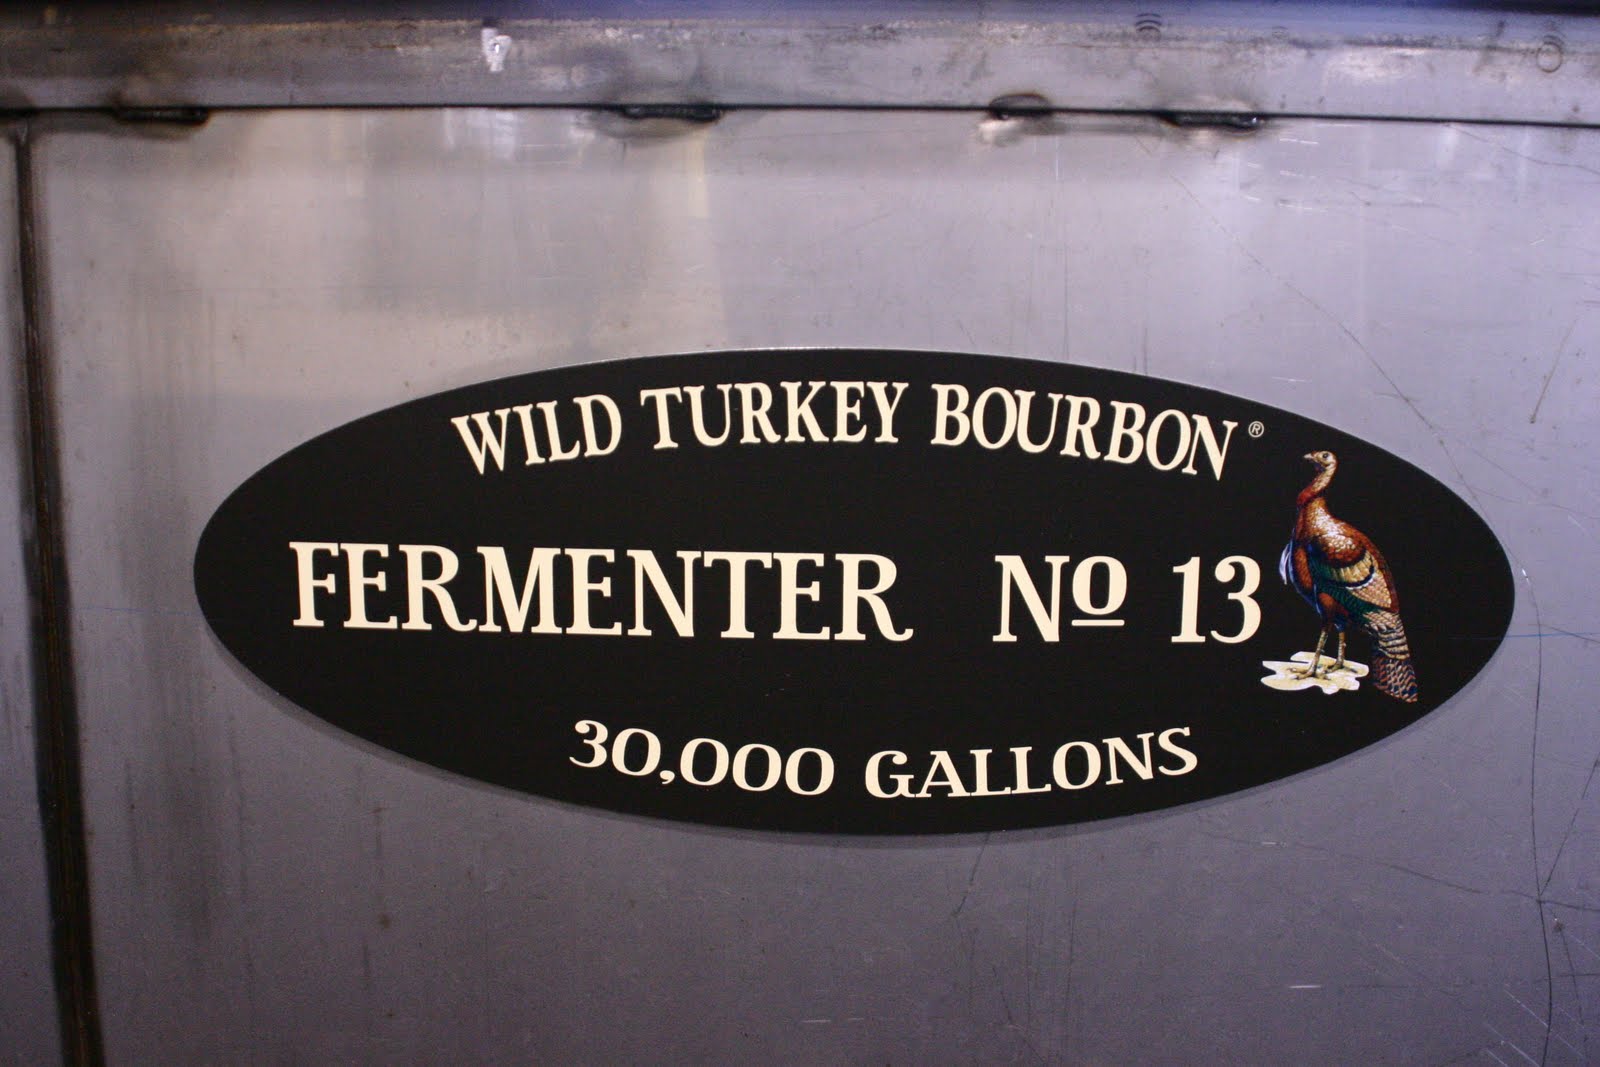 WILD TURKEY BOURBON®
FERMENTER Nº 13
30,000 GALLONS